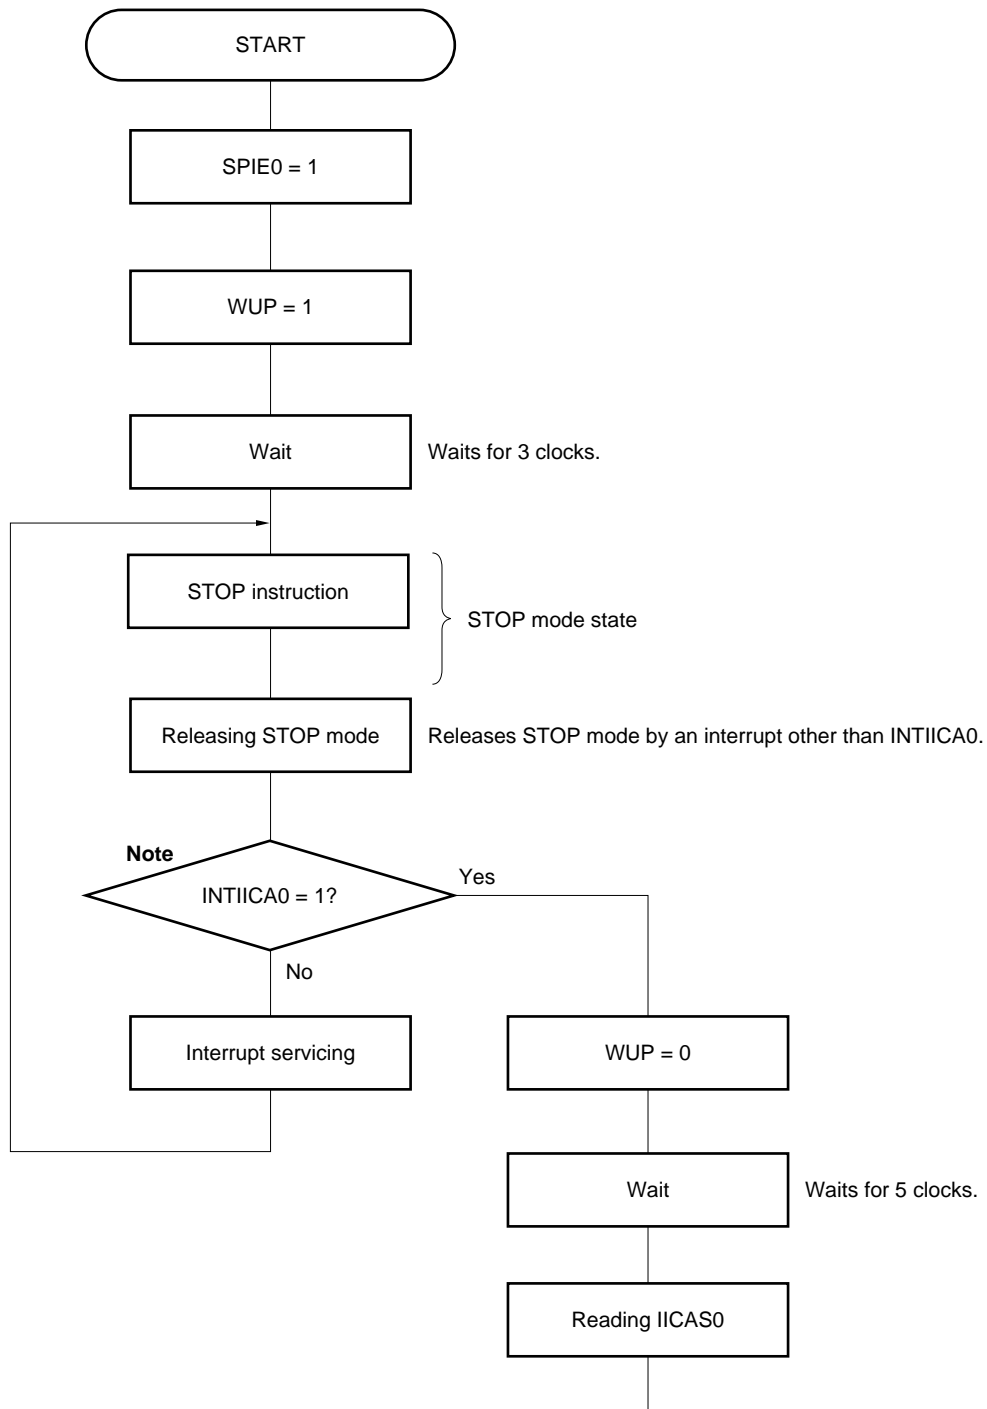 START
SPIE0 = 1
WUP = 1
Wait
Waits for 3 clocks.
STOP instruction
STOP mode state
Releasing STOP mode
Releases STOP mode by an interrupt other than INTIICA0.
Note
INTIICA0 = 1?
Yes
No
Interrupt servicing
WUP = 0
Wait
Waits for 5 clocks.
Reading IICAS0